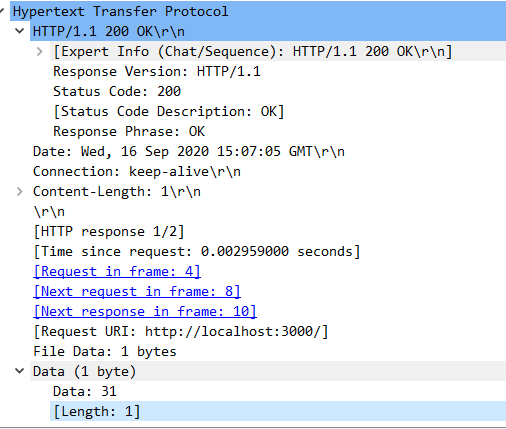 Hypertext Transfer Protocol
HTTP/1.1 200 OK\r\n
[Expert Info (Chat/Sequence): HTTP/1.1 200 OK\r\n]
Response Version: HTTP/1.1
Status Code: 200
[Status Code Description: OK]
Response Phrase: OK
Date: Wed, 16 Sep 2020 15:07:05 GMT\r\n
Connection: keep-alive\r\n
Content-Length: 1\r\n
\r\n
[HTTP response 1/2]
[Time since request: 0.002959000 seconds]
[Request in frame: 4]
[Next request in frame: 8]
[Next response in frame: 10]
[Request URI: http://localhost:3000/]
File Data: 1 bytes
Data (1 byte)
Data: 31
[Length: 1]